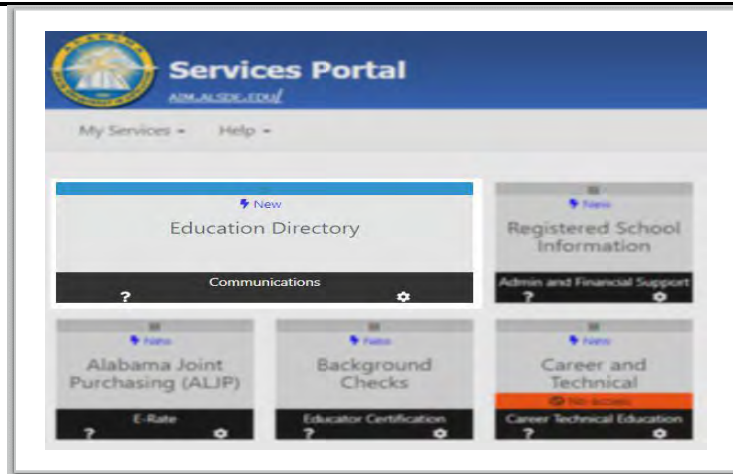 Services Portal
AIM.ALSDE.EDU/
My Services
Help
New
Education Directory
Communications
?
New
Registered School
Information
Admin and Financial Support
?
New
Alabama Joint
Purchasing (ALJP)
E-Rate
?
New
Background
Checks
Educator Certification
?
New
Career and
Technical
No access
Career Technical Education
?